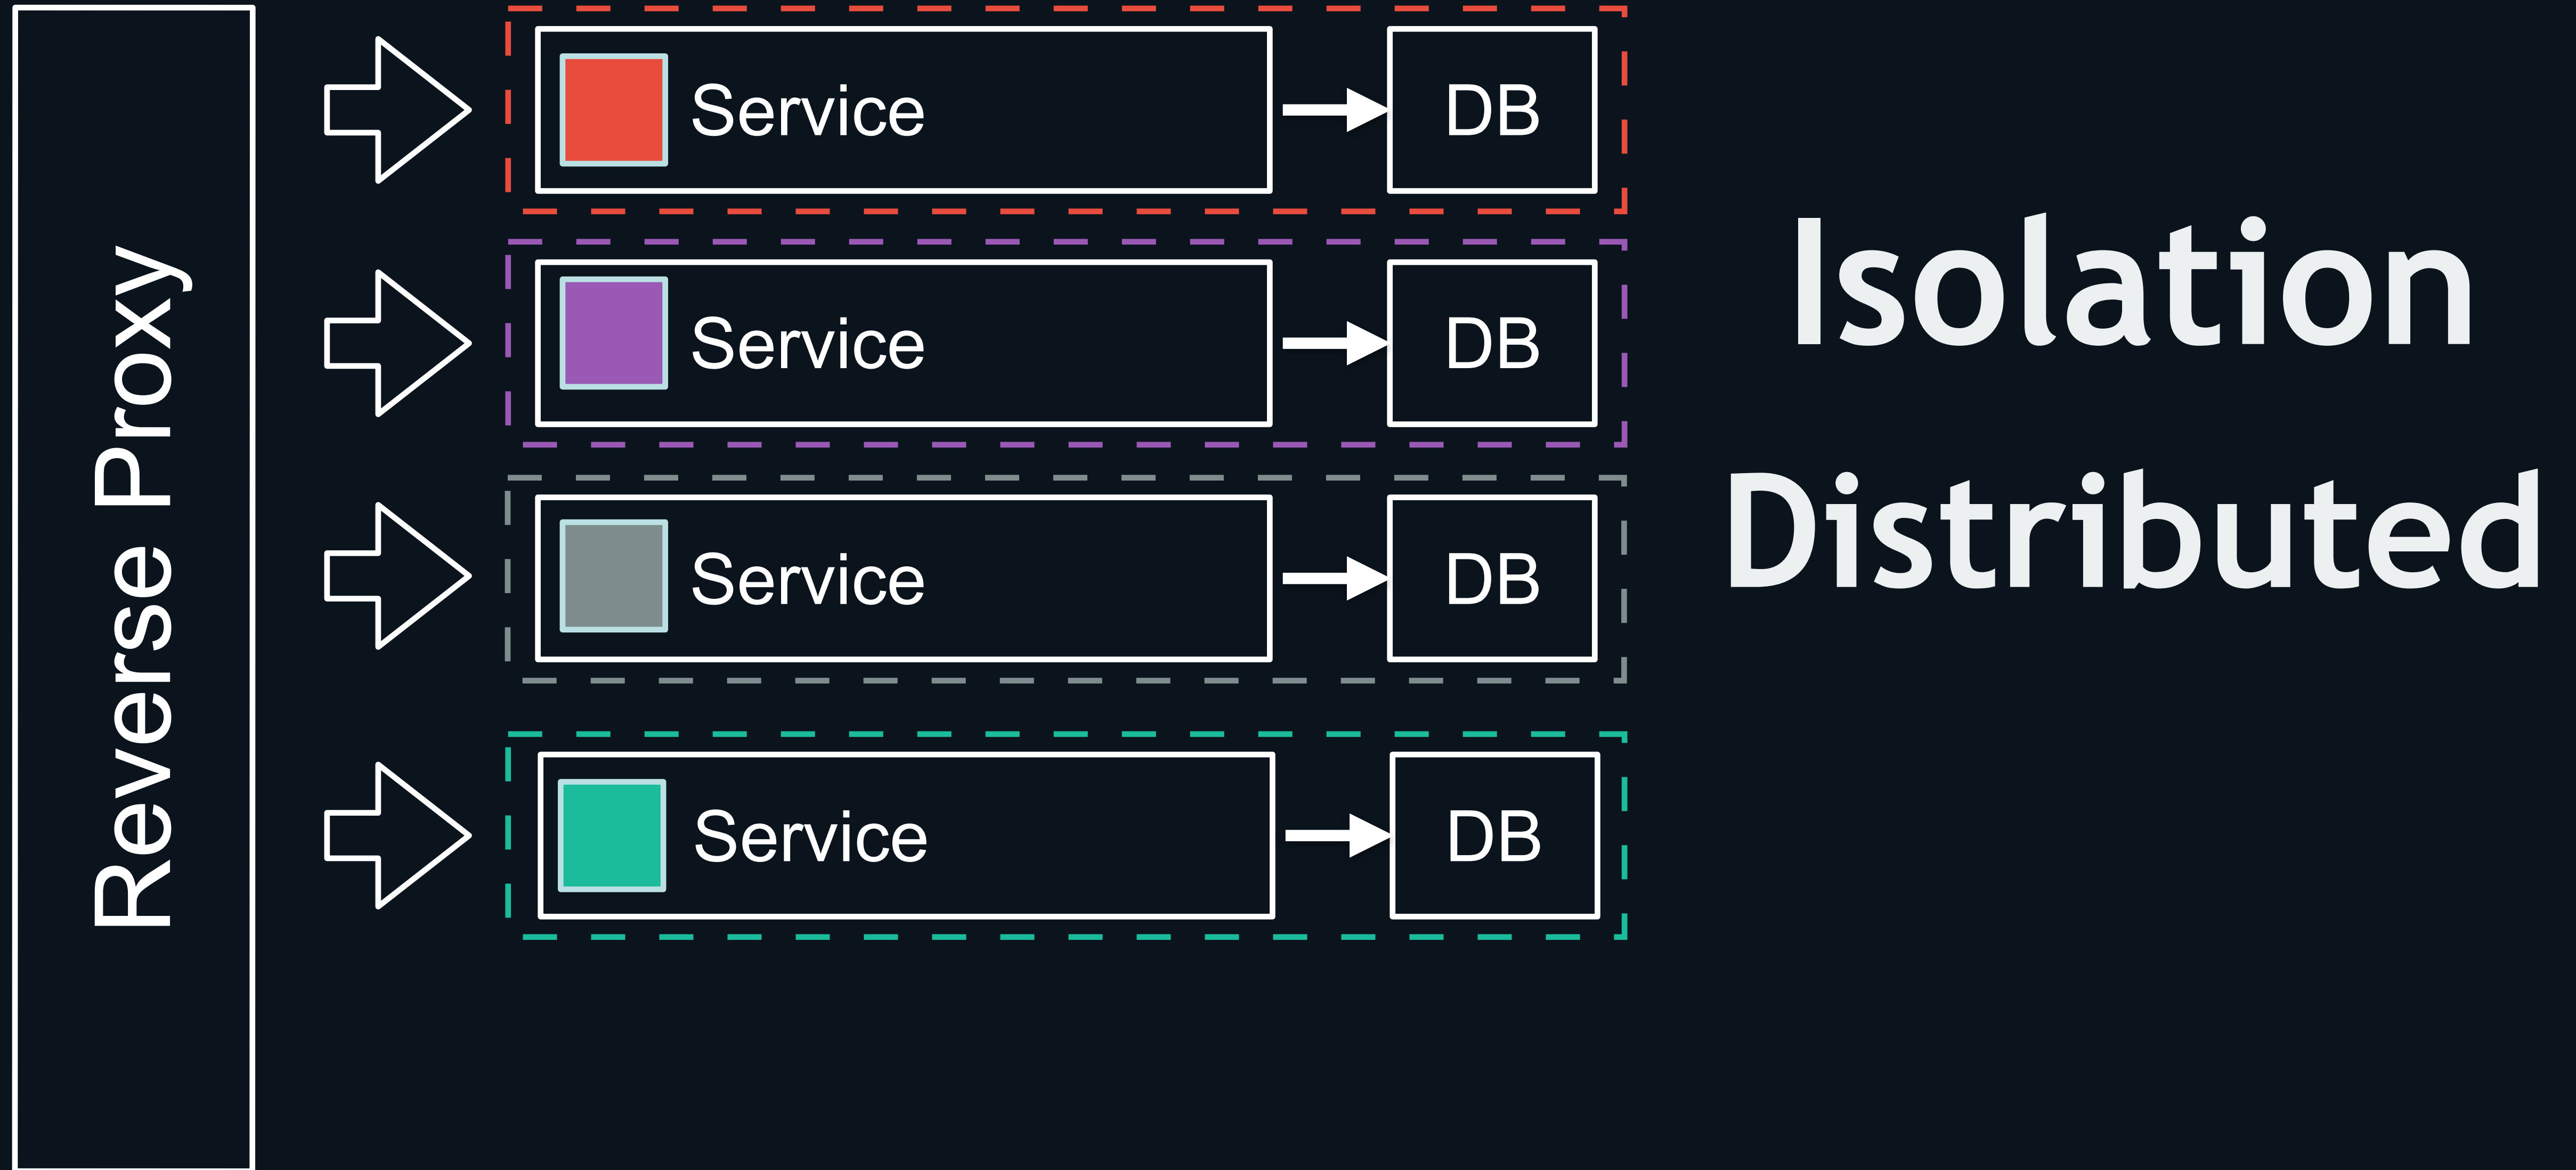 Reverse Proxy
Service
DB
Service
DB
Service
DB
Service
DB
Isolation
Distributed